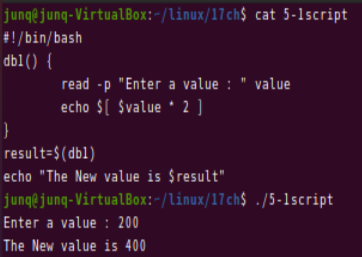 junq@junq-VirtualBox:~/linux/17ch$ cat 5-1script
#!/bin/bash
dbl() {
        read -p "Enter a value : " value
        echo $[ $value * 2 ]
}
result=$(dbl)
echo "The New value is $result"
junq@junq-VirtualBox:~/linux/17ch$ ./5-1script
Enter a value : 200
The New value is 400